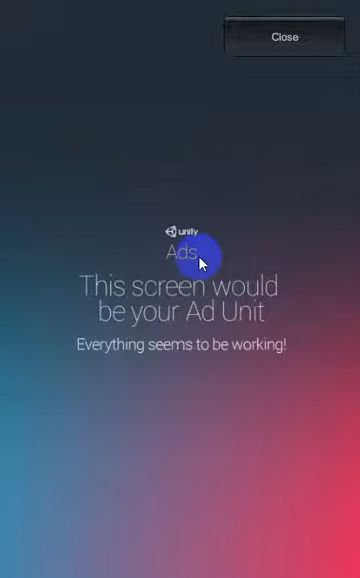 Close
unity
Ads
This screen would
be your Ad Unit
Everything seems to be working!